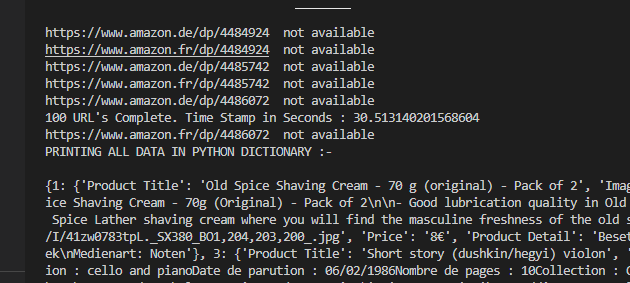 https://www.amazon.de/dp/4484924  not available
https://www.amazon.fr/dp/4484924  not available
https://www.amazon.de/dp/4485742  not available
https://www.amazon.fr/dp/4485742  not available
https://www.amazon.de/dp/4486072  not available
100 URL's Complete. Time Stamp in Seconds : 30.513140201568604
https://www.amazon.fr/dp/4486072  not available
PRINTING ALL DATA IN PYTHON DICTIONARY :-
{1: {'Product Title': 'Old Spice Shaving Cream - 70 g (original) - Pack of 2', 'Imag
ice Shaving Cream - 70g (Original) - Pack of 2\n\n- Good lubrication quality in Old
Spice Lather shaving cream where you will find the masculine freshness of the old s
/I/41zw0783tpL._SX380_BO1,204,203,200_.jpg', 'Price': '8€', 'Product Detail': 'Beset
ek\nMedienart: Noten'}, 3: {'Product Title': 'Short story (dushkin/hegyi) violon', '
ion : cello and pianoDate de parution : 06/02/1986Nombre de pages : 10Collection : C